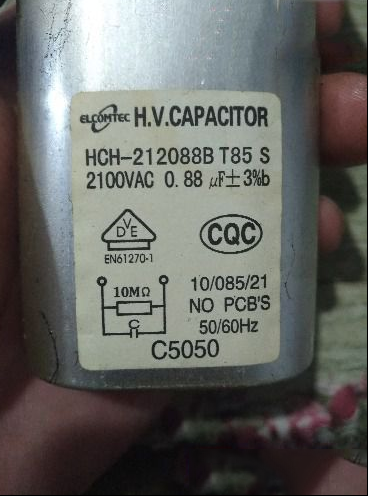 ELCOMTEC H.V.CAPACITOR
HCH-212088B T85 S
2100VAC 0.88 µF±3%b
VDE
CQC
EN61270-1
10MΩ
C
10/085/21
NO PCB'S
50/60Hz
C5050